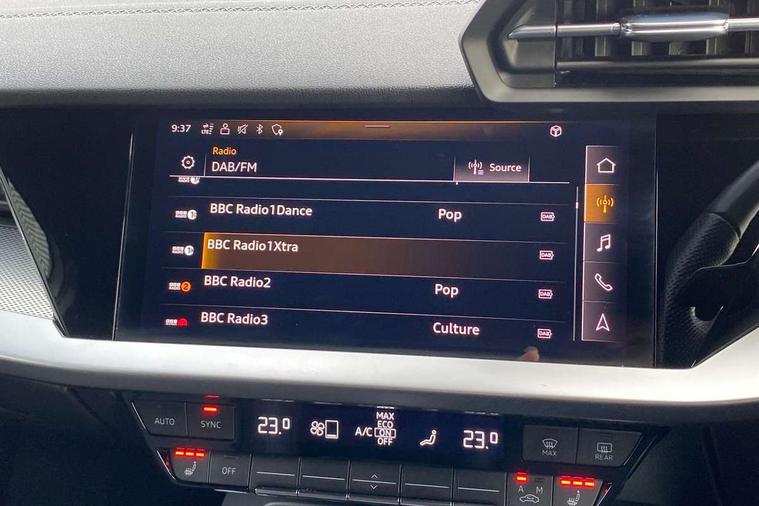 9:37 LTE
Radio
DAB/FM
Source
BBC Radio1Dance Pop DAB
BBC Radio1Xtra DAB
BBC Radio2 Pop DAB
BBC Radio3 Culture DAB
AUTO SYNC
23.0
A/C
MAX
ECO
ON
OFF
23.0
MAX
REAR
OFF
A M